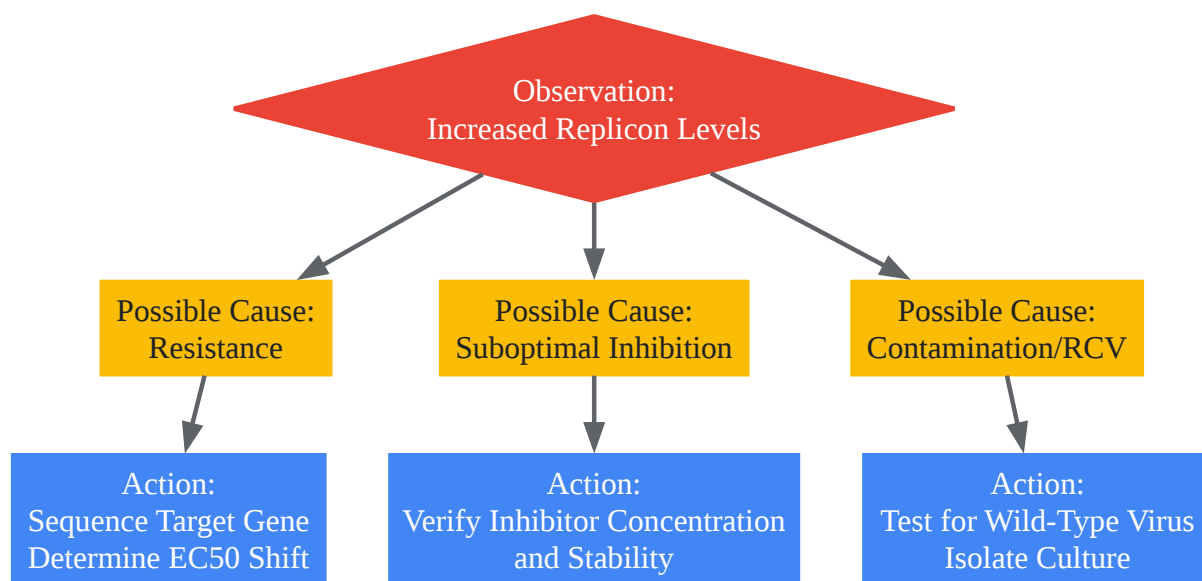 Observation:
Increased Replicon Levels
Possible Cause:
Resistance
Possible Cause:
Suboptimal Inhibition
Possible Cause:
Contamination/RCV
Action:
Sequence Target Gene
Determine EC50 Shift
Action:
Verify Inhibitor Concentration
and Stability
Action:
Test for Wild-Type Virus
Isolate Culture